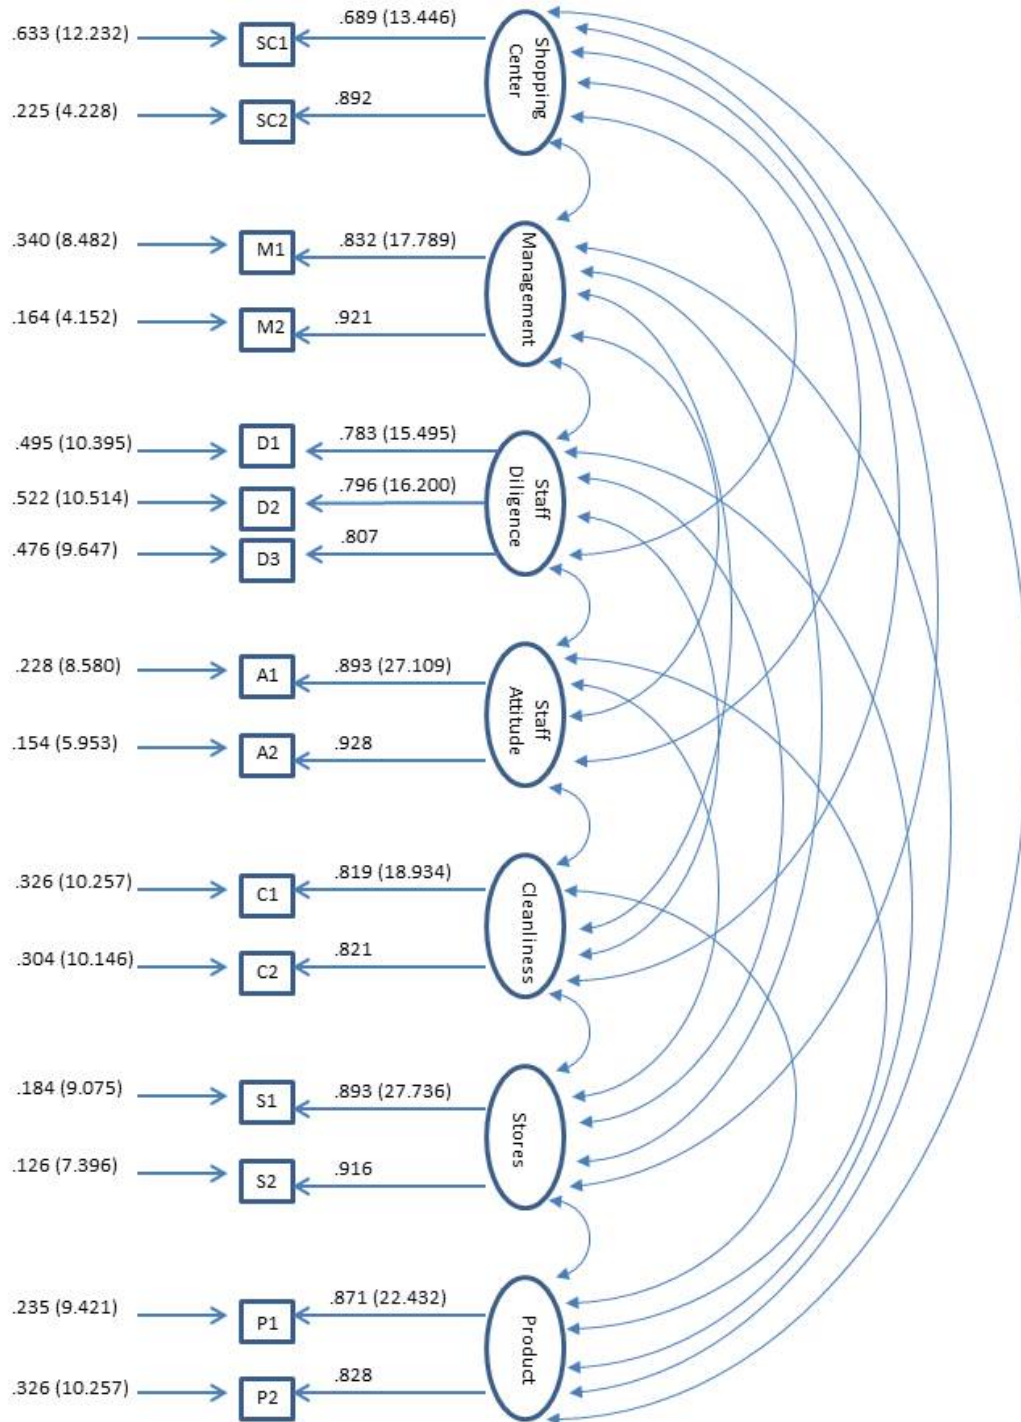 .633 (12.232)
SC1
.689 (13.446)
Shopping
Center
.225 (4.228)
SC2
.892
.340 (8.482)
M1
.832 (17.789)
Management
.164 (4.152)
M2
.921
.495 (10.395)
D1
.783 (15.495)
Staff
Diligence
.522 (10.514)
D2
.796 (16.200)
.476 (9.647)
D3
.807
.228 (8.580)
A1
.893 (27.109)
Staff
Attitude
.154 (5.953)
A2
.928
.326 (10.257)
C1
.819 (18.934)
Cleanliness
.304 (10.146)
C2
.821
.184 (9.075)
S1
.893 (27.736)
Stores
.126 (7.396)
S2
.916
.235 (9.421)
P1
.871 (22.432)
Product
.326 (10.257)
P2
.828